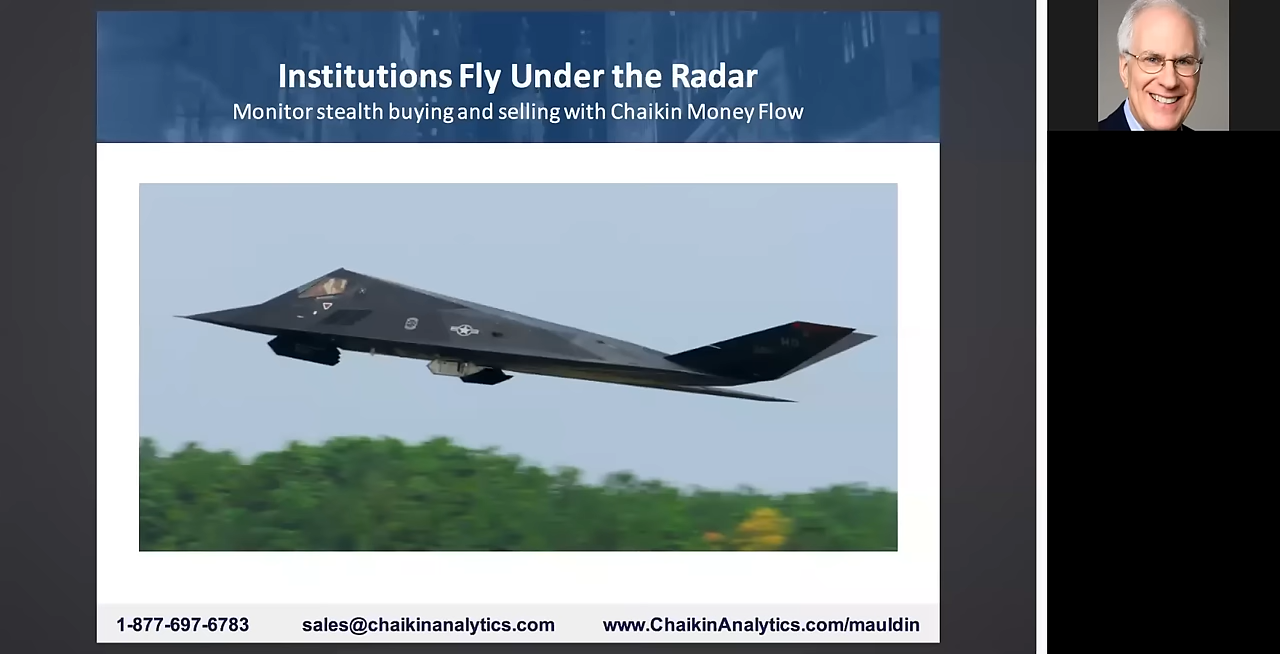 Institutions Fly Under the Radar
Monitor stealth buying and selling with Chaikin Money Flow
1-877-697-6783 sales@chaikinanalytics.com www.ChaikinAnalytics.com/mauldin